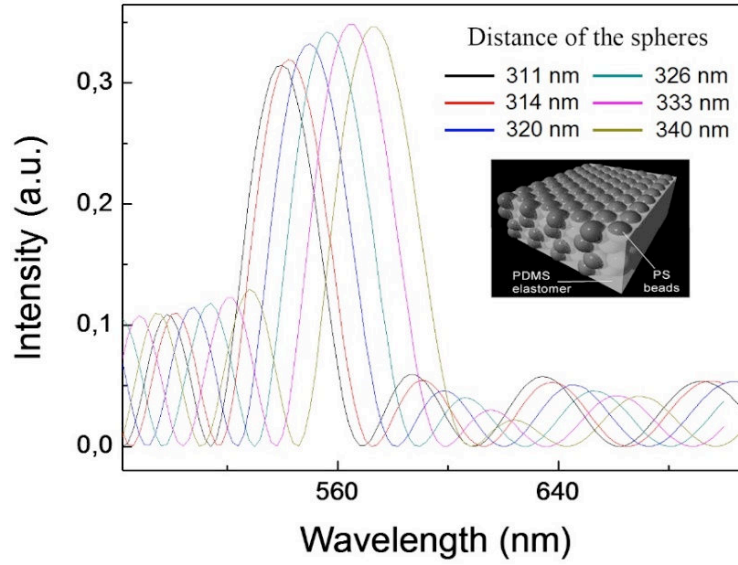 Distance of the spheres
311 nm 326 nm
314 nm 333 nm
320 nm 340 nm
PDMS
elastomer
PS
beads
0,3
0,2
0,1
0,0
Intensity (a.u.)
560 640
Wavelength (nm)